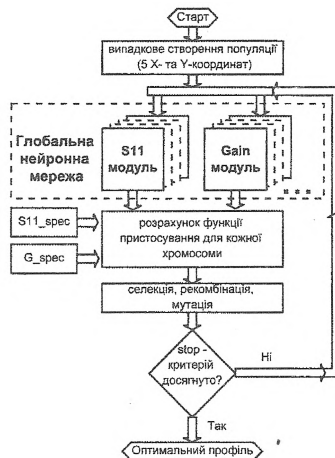 Старт
випадкове створення популяції
(5 X- та Y-координат)
Глобальна
нейронна
мережа
S11
модуль
Gain
модуль
...
S11_spec
G_spec
розрахунок функції
пристосування для кожної
хромосоми
селекція, рекомбінація,
мутація
stop -
критерій
досягнуто?
Ні
Так
Оптимальний профіль